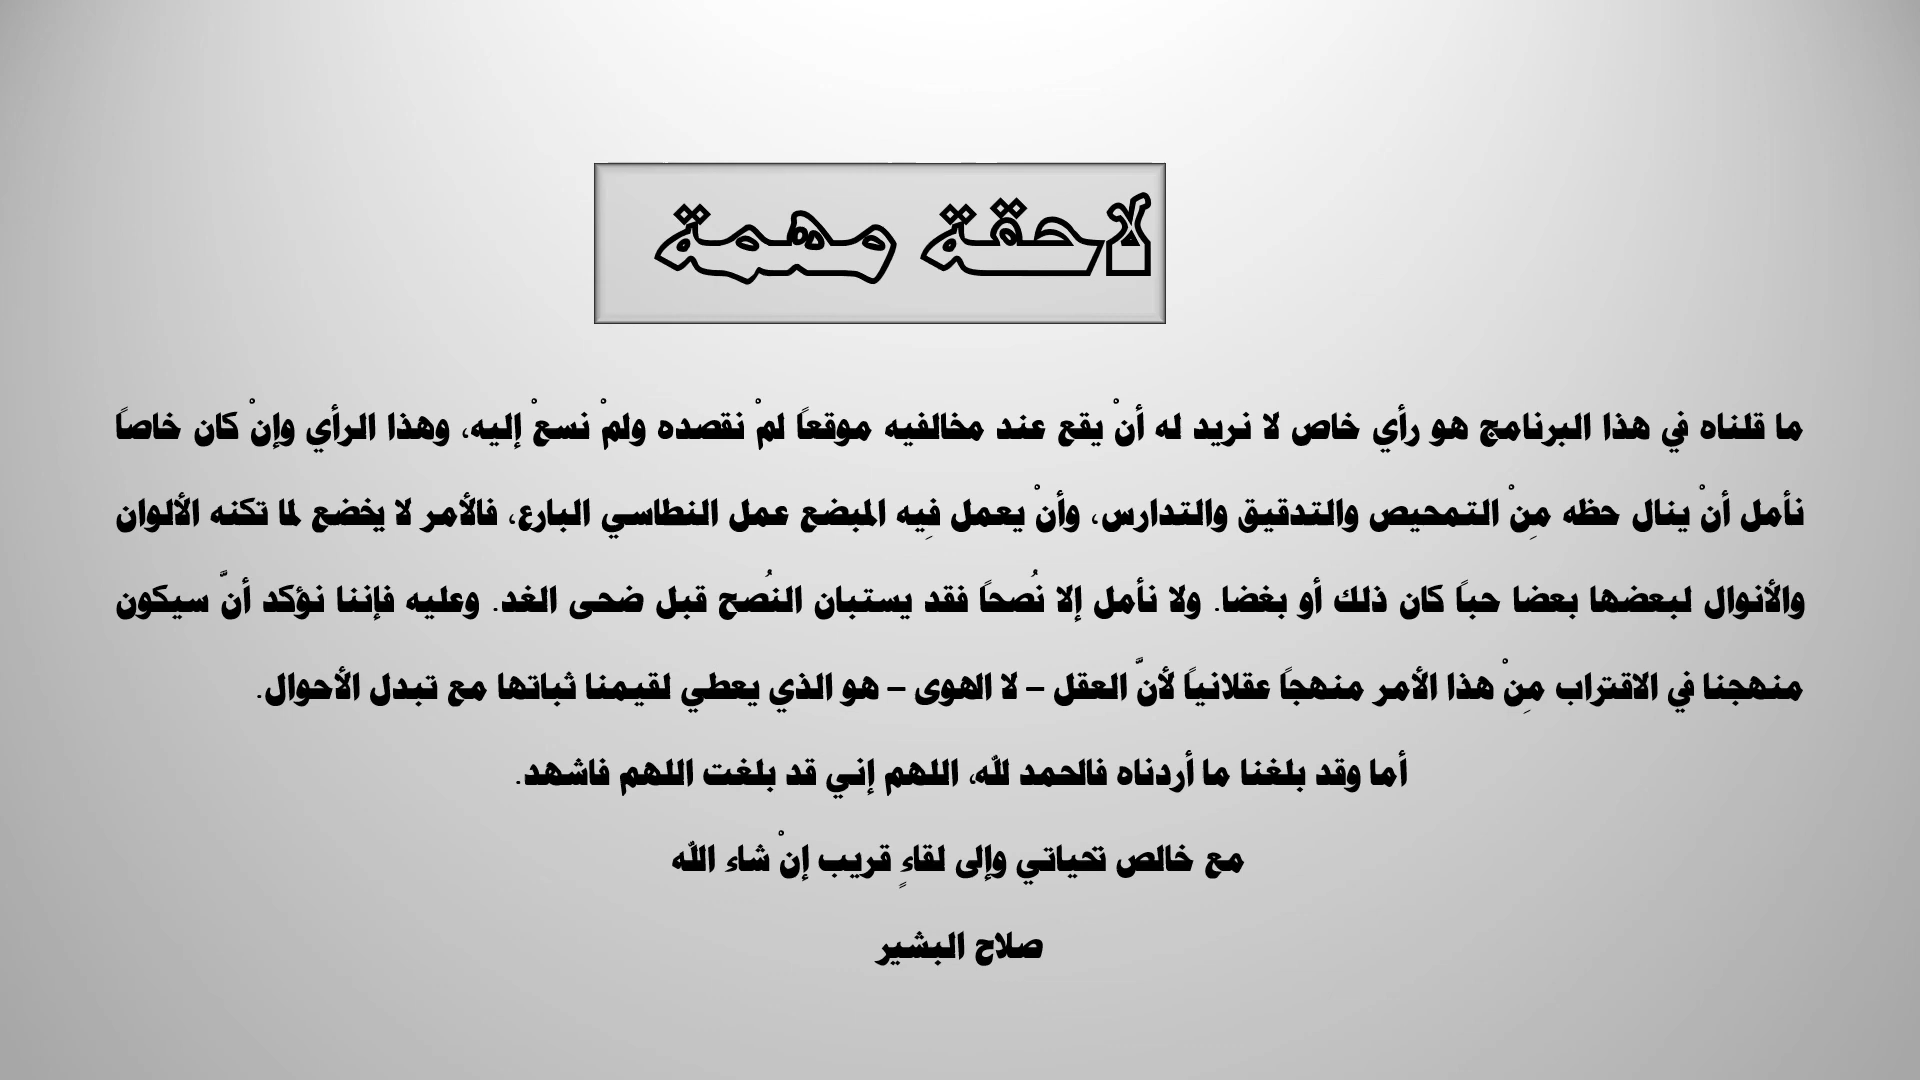 لاحقة مهمة
ما قلناه في هذا البرنامج هو رأي خاص لا نريد له أنْ يقع عند مخالفيه موقعاً لمْ نقصده ولمْ نسعْ إليه، وهذا الرأي وإنْ كان خاصاً
نأمل أنْ ينال حظه مِنْ التمحيص والتدقيق والتدارس، وأنْ يعمل فِيه المبضع عمل النطاسي البارع، فالأمر لا يخضع لما تكنه الألوان
والأنوال لبعضها بعضا حباً كان ذلك أو بغضا. ولا نأمل إلا نُصحاً فقد يستبان النُصح قبل ضحى الغد. وعليه فإننا نؤكد أنَّ سيكون
منهجنا في الاقتراب مِنْ هذا الأمر منهجاً عقلانياً لأنَّ العقل – لا الهوى – هو الذي يعطي لقيمنا ثباتها مع تبدل الأحوال.
أما وقد بلغنا ما أردناه فالحمد لله، اللهم إني قد بلغت اللهم فاشهد.
مع خالص تحياتي وإلى لقاءٍ قريب إنْ شاء الله
صلاح البشير